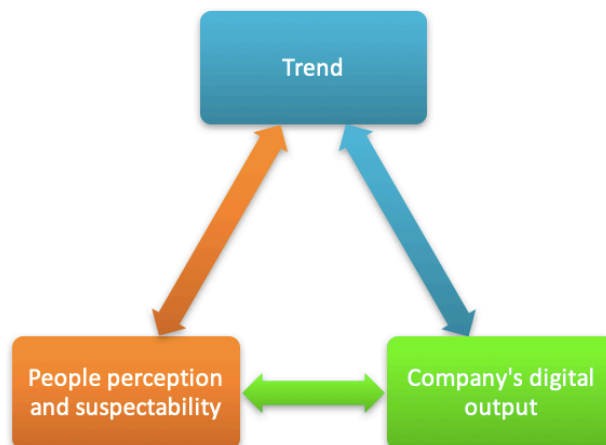 Trend
People perception
and suspectability
Company's digital
output